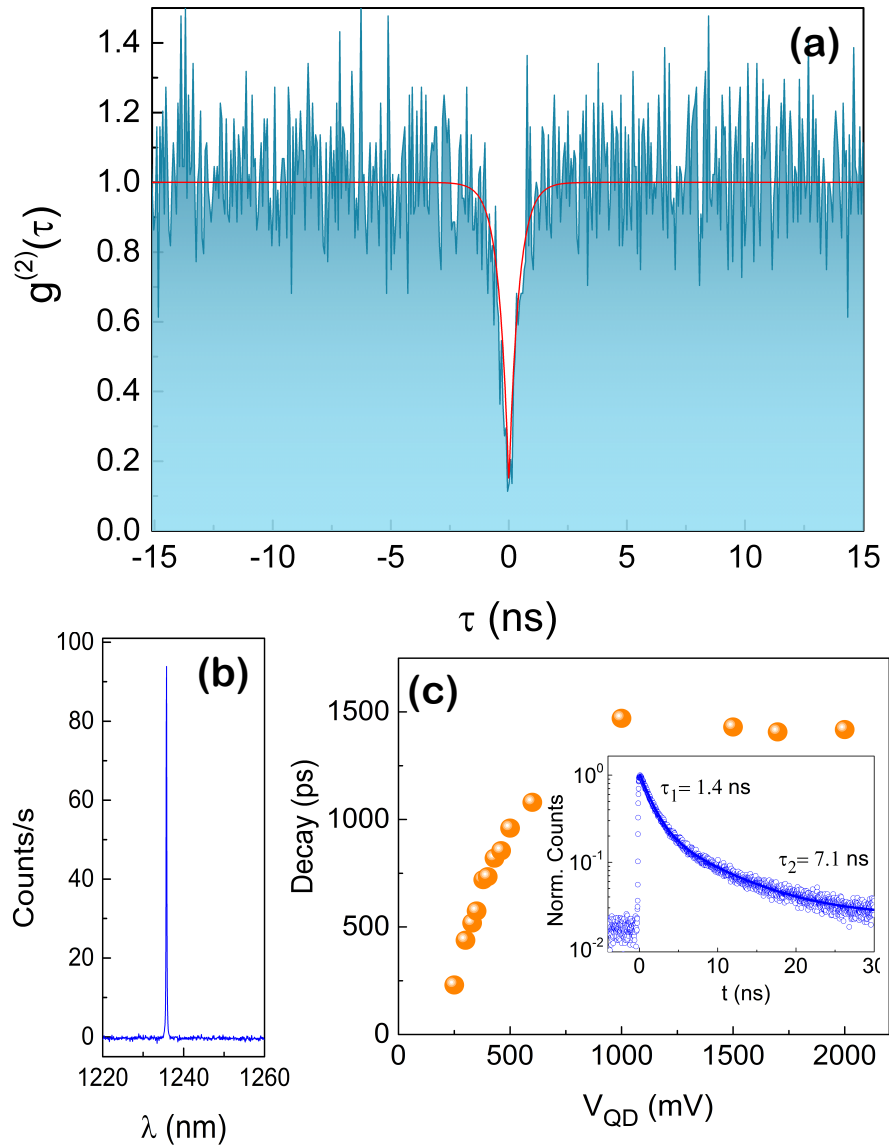 (a)
g(2)(τ)
1.4
1.2
1.0
0.8
0.6
0.4
0.2
0.0
-15 -10 -5 0 5 10 15
τ (ns)
(b)
Counts/s
100
80
60
40
20
0
1220 1240 1260
λ (nm)
(c)
Decay (ps)
1500
1000
500
0
0 500 1000 1500 2000
VQD (mV)
Norm. Counts
10^0
10^-1
10^-2
τ1= 1.4 ns
τ2= 7.1 ns
0 10 20 30
t (ns)